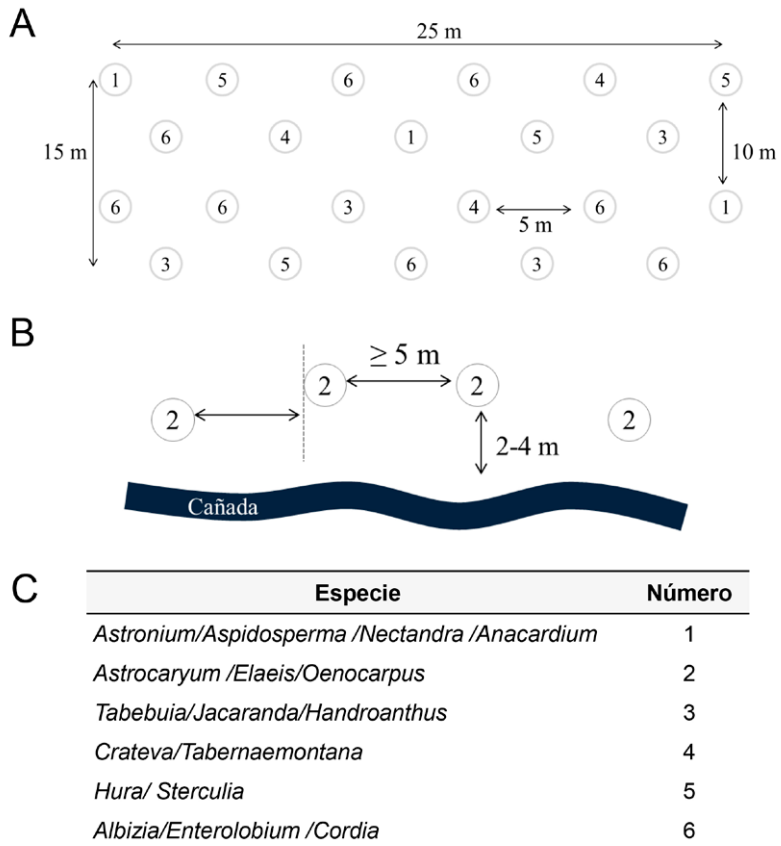 A
25 m
1 5 6 6 4 5
6 4 1 5 3
15 m
10 m
6 6 3 4 6 1
5 m
3 5 6 3 6
B
≥ 5 m
2 2
2 2
2-4 m
Cañada
C
Especie Número
Astronium/Aspidosperma /Nectandra /Anacardium 1
Astrocaryum /Elaeis/Oenocarpus 2
Tabebuia/Jacaranda/Handroanthus 3
Crateva/Tabernaemontana 4
Hura/ Sterculia 5
Albizia/Enterolobium /Cordia 6